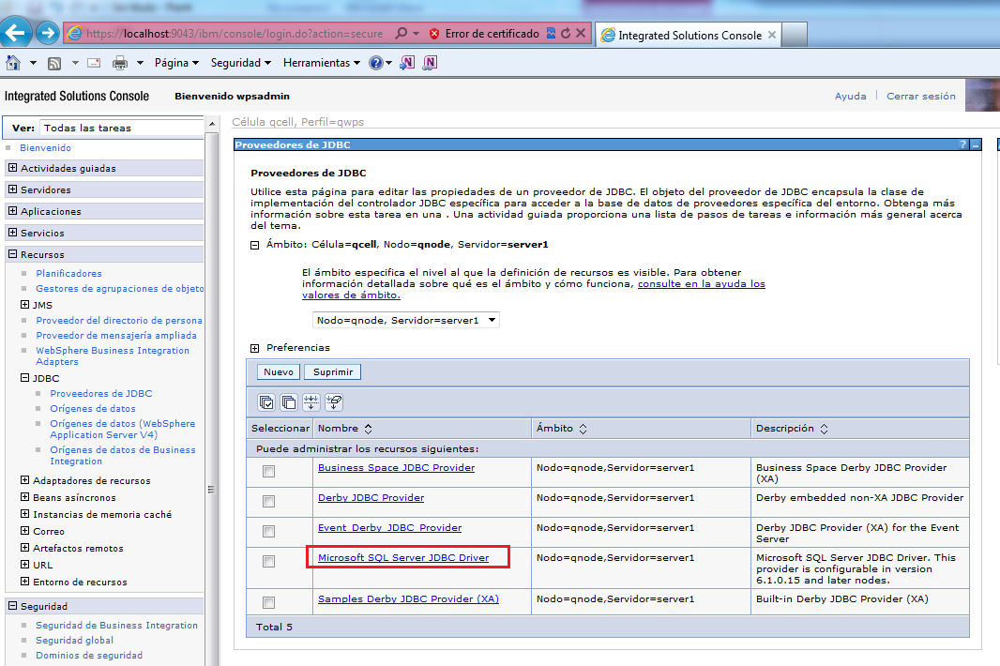 https://localhost:9043/ibm/console/login.do?action=secure
Error de certificado
Integrated Solutions Console
Página
Seguridad
Herramientas
Integrated Solutions Console
Bienvenido wpsadmin
Ayuda
Cerrar sesión
Ver: Todas las tareas
Bienvenido
Actividades guiadas
Servidores
Aplicaciones
Servicios
Recursos
Planificadores
Gestores de agrupaciones de objeto
JMS
Proveedor del directorio de persona
Proveedor de mensajería ampliada
WebSphere Business Integration
Adapters
JDBC
Proveedores de JDBC
Orígenes de datos
Orígenes de datos (WebSphere
Application Server V4)
Orígenes de datos de Business
Integration
Adaptadores de recursos
Beans asíncronos
Instancias de memoria caché
Correo
Artefactos remotos
URL
Entorno de recursos
Seguridad
Seguridad de Business Integration
Seguridad global
Dominios de seguridad
Célula qcell, Perfil=qwps
Proveedores de JDBC
?
Proveedores de JDBC
Utilice esta página para editar las propiedades de un proveedor de JDBC. El objeto del proveedor de JDBC encapsula la clase de
implementación del controlador JDBC específica para acceder a la base de datos de proveedores específica del entorno. Obtenga más
información sobre esta tarea en una . Una actividad guiada proporciona una lista de pasos de tareas e información más general acerca
del tema.
Ámbito: Célula=qcell, Nodo=qnode, Servidor=server1
El ámbito especifica el nivel al que la definición de recursos es visible. Para obtener
información detallada sobre qué es el ámbito y cómo funciona, consulte en la ayuda los
valores de ámbito.
Nodo=qnode, Servidor=server1
Preferencias
Nuevo Suprimir
Seleccionar Nombre Ámbito Descripción
Puede administrar los recursos siguientes:
Business Space JDBC Provider Nodo=qnode,Servidor=server1 Business Space Derby JDBC Provider
(XA)
Derby JDBC Provider Nodo=qnode,Servidor=server1 Derby embedded non-XA JDBC Provider
Event_Derby_JDBC_Provider Nodo=qnode,Servidor=server1 Derby JDBC Provider (XA) for the Event
Server
Microsoft SQL Server JDBC Driver Nodo=qnode,Servidor=server1 Microsoft SQL Server JDBC Driver. This
provider is configurable in version
6.1.0.15 and later nodes.
Samples Derby JDBC Provider (XA) Nodo=qnode,Servidor=server1 Built-in Derby JDBC Provider (XA)
Total 5